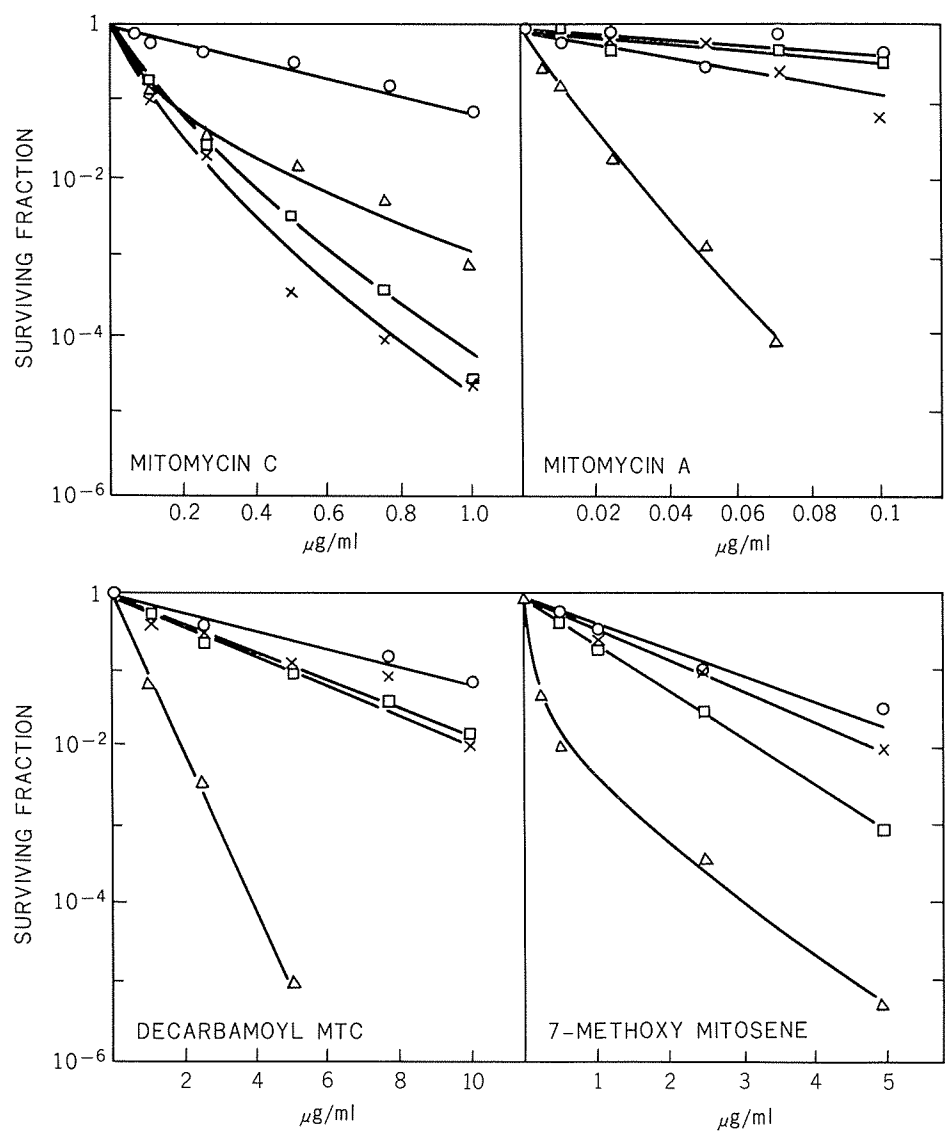 1
10⁻²
10⁻⁴
10⁻⁶
SURVIVING FRACTION
MITOMYCIN C
0.2 0.4 0.6 0.8 1.0
μg/ml
MITOMYCIN A
0.02 0.04 0.06 0.08 0.1
μg/ml
1
10⁻²
10⁻⁴
10⁻⁶
SURVIVING FRACTION
DECARBAMOYL MTC
2 4 6 8 10
μg/ml
7-METHOXY MITOSENE
1 2 3 4 5
μg/ml